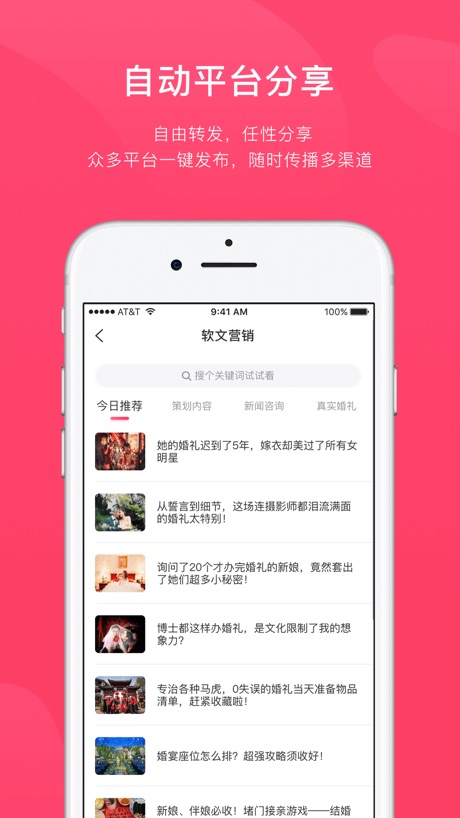 自动平台分享
自由转发，任性分享
众多平台一键发布，随时传播多渠道
AT&T 9:41 AM 100%
软文营销
搜个关键词试试看
今日推荐 策划内容 新闻咨询 真实婚礼
她的婚礼迟到了5年，嫁衣却美过了所有女
明星
从誓言到细节，这场连摄影师都泪流满面
的婚礼太特别！
询问了20个才办完婚礼的新娘，竟然套出
了她们超多小秘密！
博士都这样办婚礼，是文化限制了我的想
象力？
专治各种马虎，0失误的婚礼当天准备物品
清单，赶紧收藏啦！
婚宴座位怎么排？超强攻略须收好！
新娘、伴娘必收！堵门接亲游戏——结婚